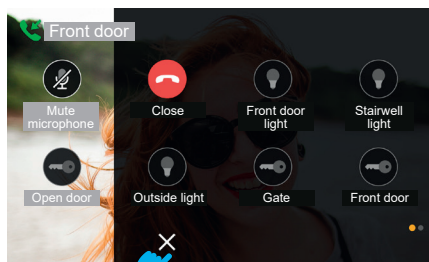 Front door
Mute
microphone
Close
Front door
light
Stairwell
light
Open door
Outside light
Gate
Front door